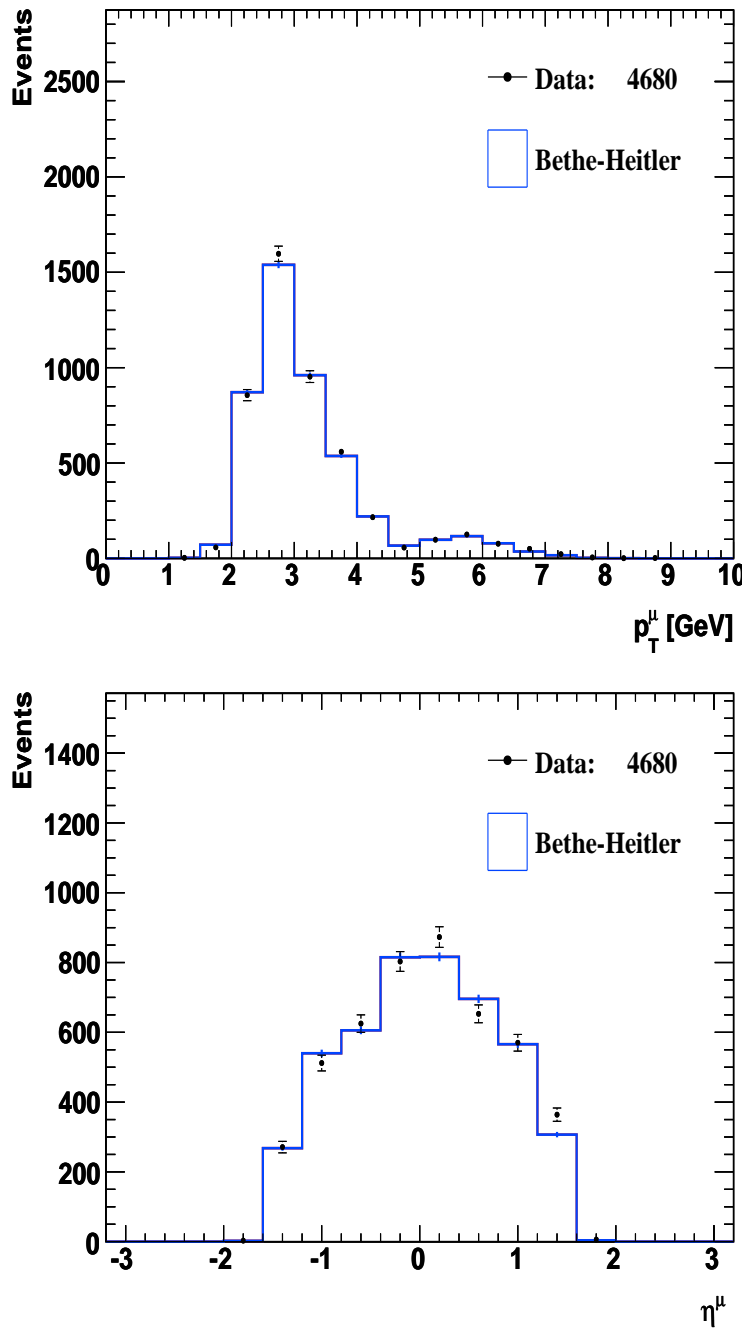 Events
2500
2000
1500
1000
500
0
0 1 2 3 4 5 6 7 8 9 10
Data: 4680
Bethe-Heitler
p_T^μ [GeV]
Events
1400
1200
1000
800
600
400
200
0
-3 -2 -1 0 1 2 3
Data: 4680
Bethe-Heitler
η^μ